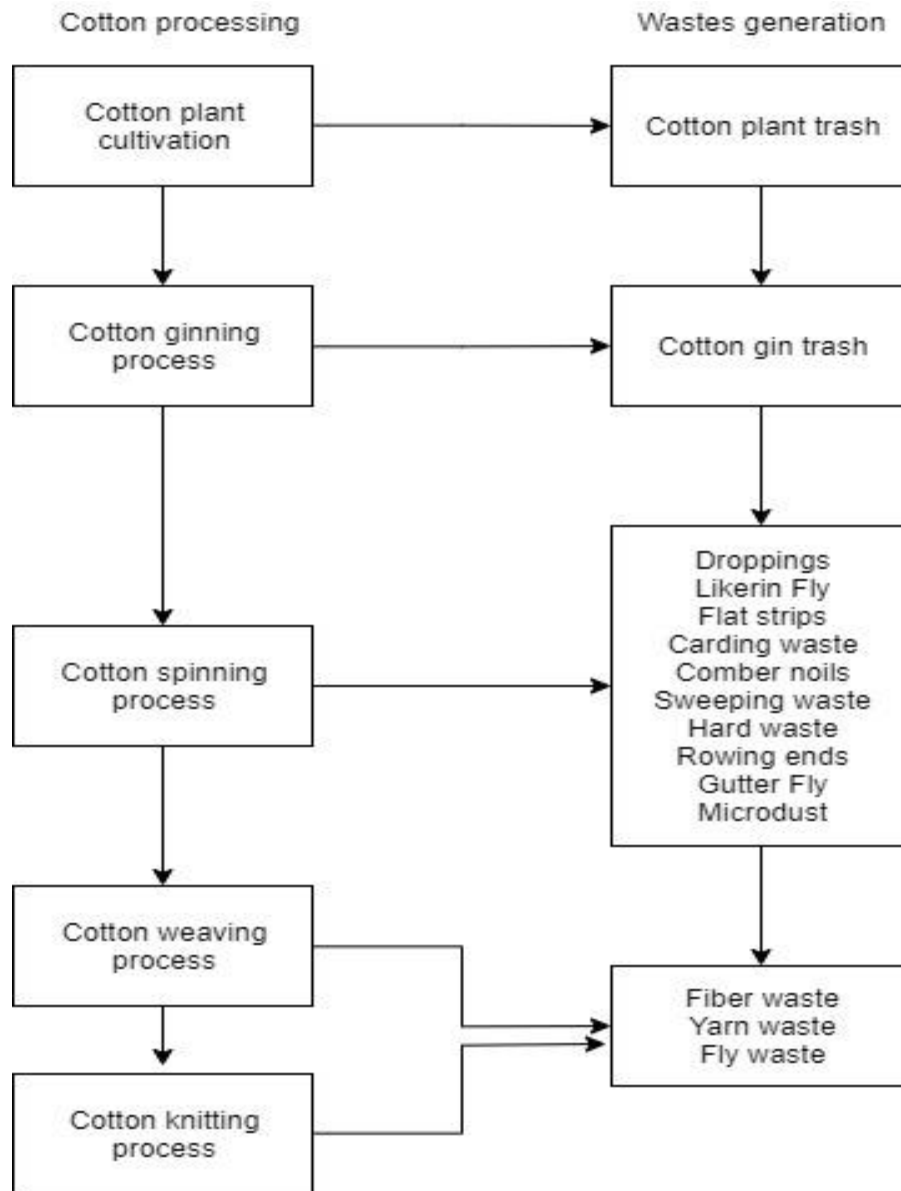 Cotton processing
Wastes generation
Cotton plant
cultivation
Cotton plant trash
Cotton ginning
process
Cotton gin trash
Cotton spinning
process
Droppings
Likerin Fly
Flat strips
Carding waste
Comber noils
Sweeping waste
Hard waste
Rowing ends
Gutter Fly
Microdust
Cotton weaving
process
Fiber waste
Yarn waste
Fly waste
Cotton knitting
process